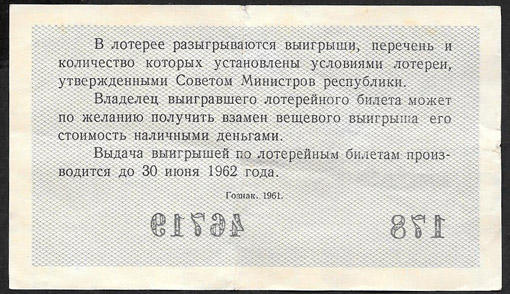 В лотерее разыгрываются выигрыши, перечень и
количество которых установлены условиями лотереи,
утвержденными Советом Министров республики.
Владелец выигравшего лотерейного билета может
по желанию получить взамен вещевого выигрыша его
стоимость наличными деньгами.
Выдача выигрышей по лотерейным билетам произ-
водится до 30 июня 1962 года.
Гознак. 1961.
46719 178